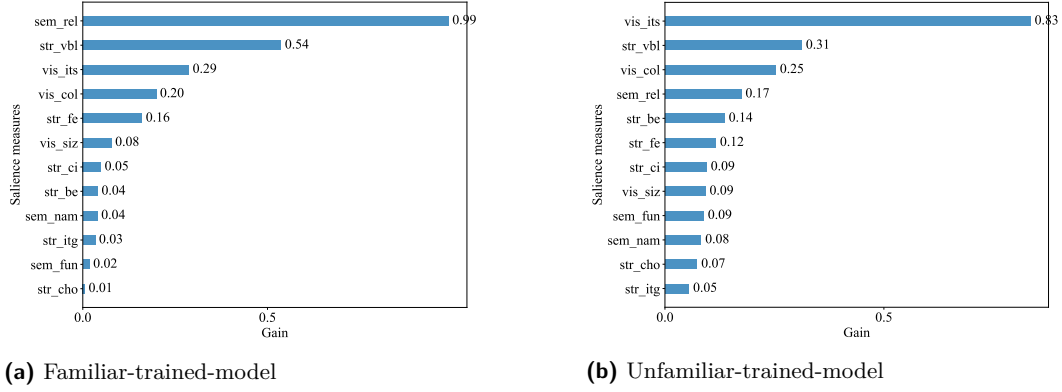 Salience measures
sem_rel 0.99
str_vbl 0.54
vis_its 0.29
vis_col 0.20
str_fe 0.16
vis_siz 0.08
str_ci 0.05
str_be 0.04
sem_nam 0.04
str_itg 0.03
sem_fun 0.02
str_cho 0.01
0.0 0.5
Gain
(a) Familiar-trained-model
Salience measures
vis_its 0.83
str_vbl 0.31
vis_col 0.25
sem_rel 0.17
str_be 0.14
str_fe 0.12
str_ci 0.09
vis_siz 0.09
sem_fun 0.09
sem_nam 0.08
str_cho 0.07
str_itg 0.05
0.0 0.5
Gain
(b) Unfamiliar-trained-model